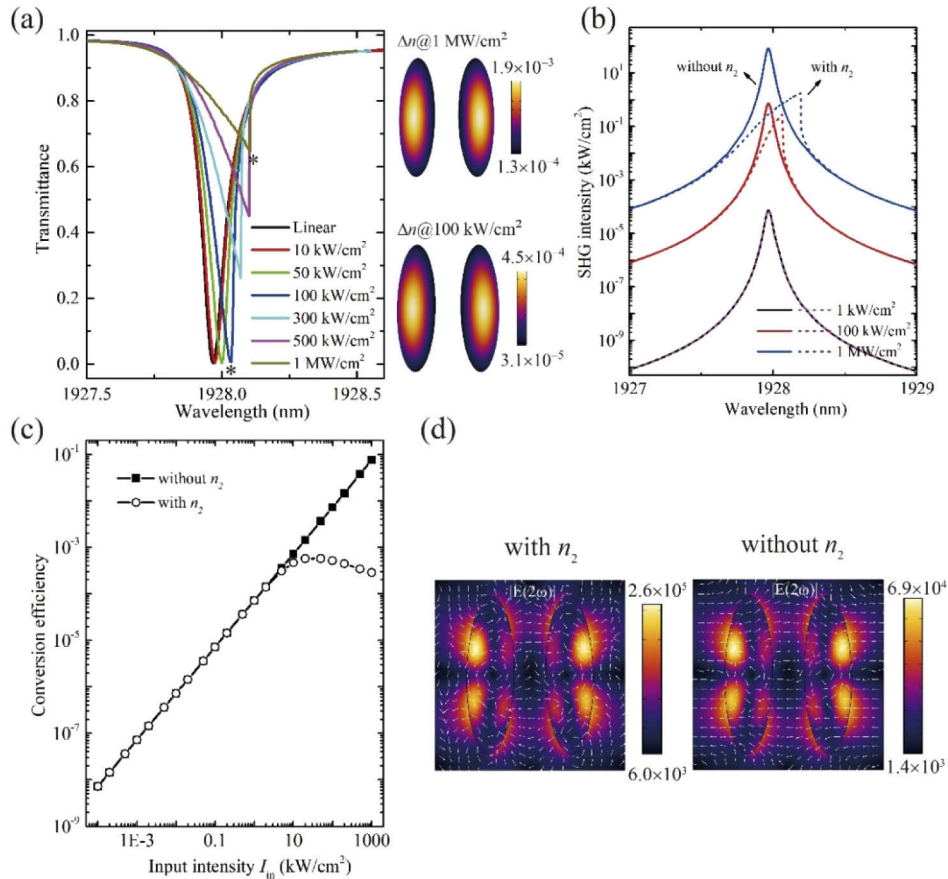 (a)
1.0
0.8
0.6
0.4
0.2
0.0
Transmittance
1927.5
1928.0
1928.5
Wavelength (nm)
Linear
10 kW/cm²
50 kW/cm²
100 kW/cm²
300 kW/cm²
500 kW/cm²
1 MW/cm²
*
*
Δn@1 MW/cm²
1.9×10⁻³
1.3×10⁻⁴
Δn@100 kW/cm²
4.5×10⁻⁴
3.1×10⁻⁵
(b)
10¹
10⁻¹
10⁻³
10⁻⁵
10⁻⁷
10⁻⁹
SHG intensity (kW/cm²)
without n₂
with n₂
1 kW/cm²
100 kW/cm²
1 MW/cm²
1927
1928
1929
Wavelength (nm)
(c)
10⁻¹
10⁻³
10⁻⁵
10⁻⁷
10⁻⁹
Conversion efficiency
without n₂
with n₂
1E-3
0.1
10
1000
Input intensity Iᵢₙ (kW/cm²)
(d)
with n₂
|E(2ω)|
2.6×10⁵
6.0×10³
without n₂
|E(2ω)|
6.9×10⁴
1.4×10³